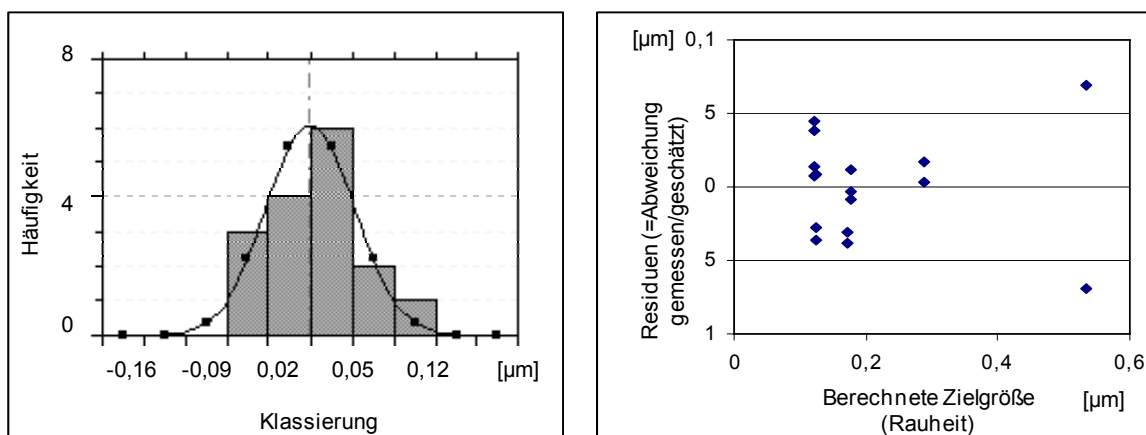 8
4
0
Häufigkeit
-0,16 -0,09 0,02 0,05 0,12 [µm]
Klassierung
[µm] 0,1
5
0
5
1
Residuen (=Abweichung
gemessen/geschätzt)
0 0,2 0,4 0,6
Berechnete Zielgröße [µm]
(Rauheit)